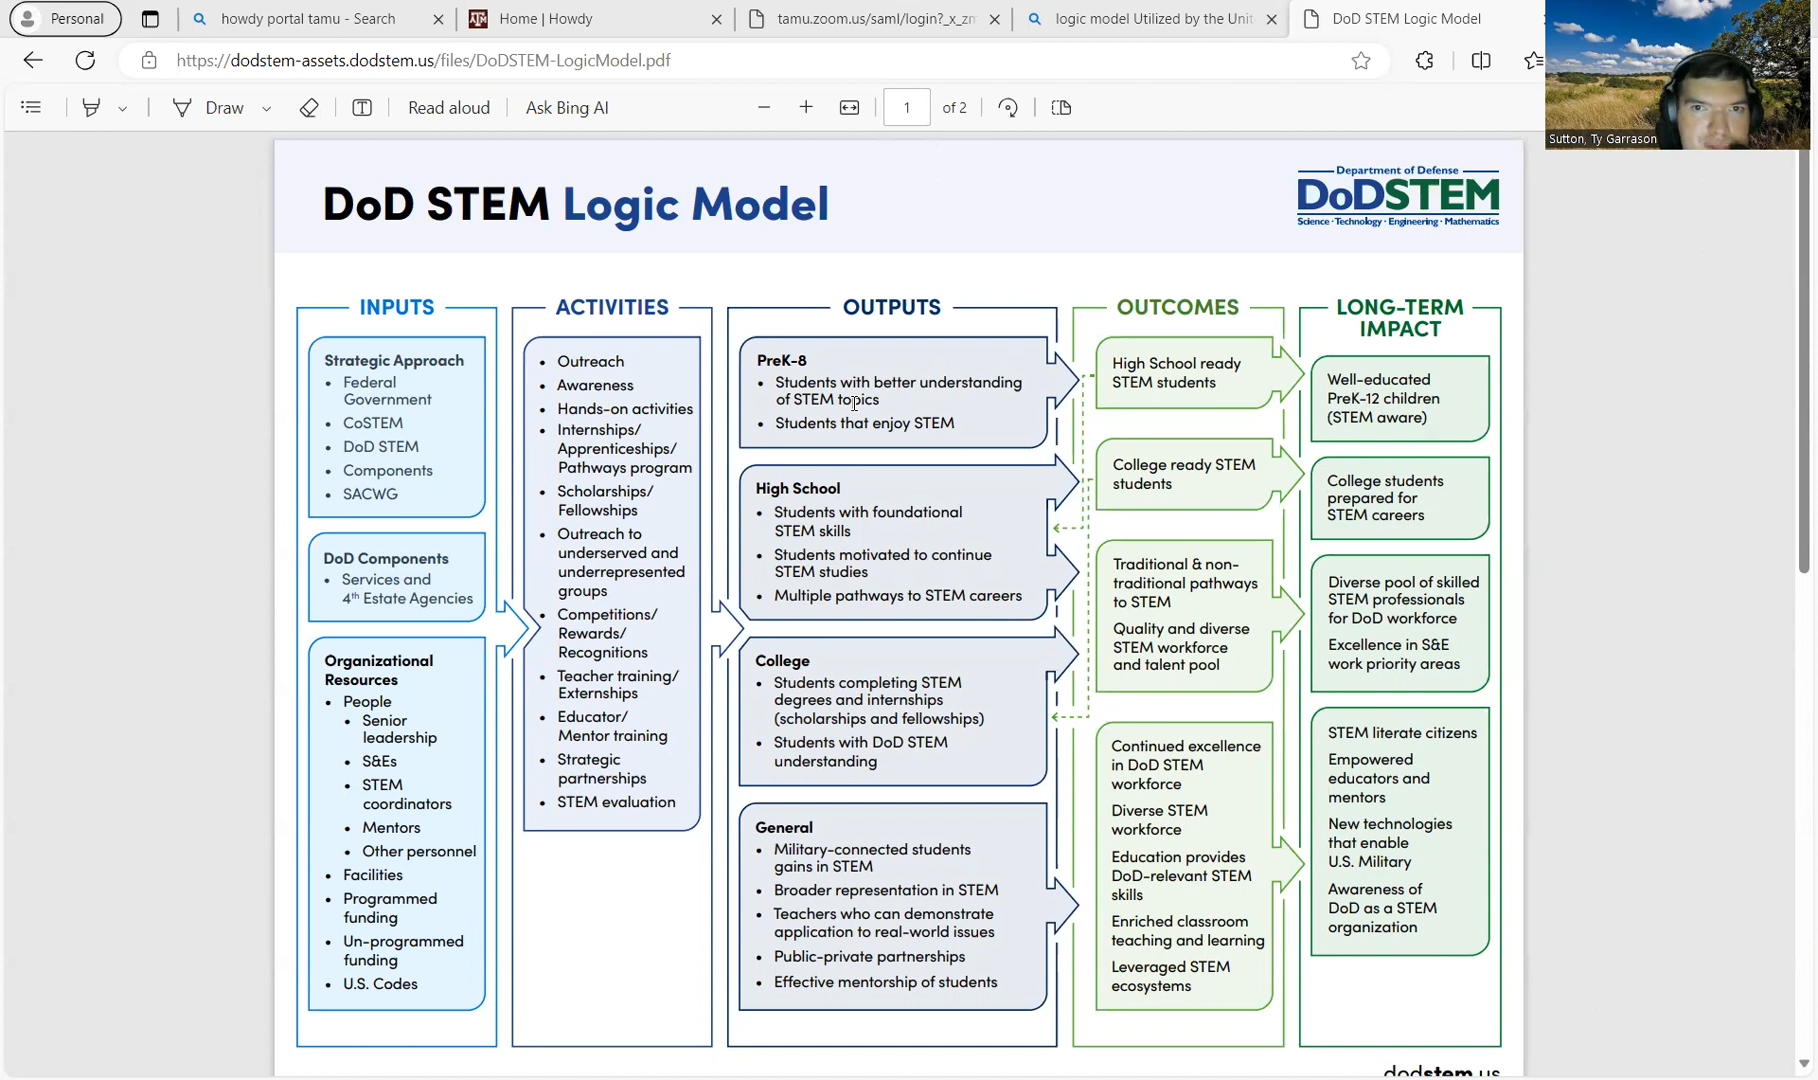 Personal
howdy portal tamu - Search
Home | Howdy
tamu.zoom.us/saml/login?_x_zm
logic model Utilized by the Unit
DoD STEM Logic Model
https://dodstem-assets.dodstem.us/files/DoDSTEM-LogicModel.pdf
Draw
Read aloud
Ask Bing AI
1
of 2
Sutton, Ty Garrason
DoD STEM Logic Model
Department of Defense
DoDSTEM
Science · Technology · Engineering · Mathematics
INPUTS
Strategic Approach
• Federal
Government
• CoSTEM
• DoD STEM
• Components
• SACWG
DoD Components
• Services and
4th Estate Agencies
Organizational
Resources
• People
• Senior
leadership
• S&Es
• STEM
coordinators
• Mentors
• Other personnel
• Facilities
• Programmed
funding
• Un-programmed
funding
• U.S. Codes
ACTIVITIES
• Outreach
• Awareness
• Hands-on activities
• Internships/
Apprenticeships/
Pathways program
• Scholarships/
Fellowships
• Outreach to
underserved and
underrepresented
groups
• Competitions/
Rewards/
Recognitions
• Teacher training/
Externships
• Educator/
Mentor training
• Strategic
partnerships
• STEM evaluation
OUTPUTS
PreK-8
• Students with better understanding
of STEM topics
• Students that enjoy STEM
High School
• Students with foundational
STEM skills
• Students motivated to continue
STEM studies
• Multiple pathways to STEM careers
College
• Students completing STEM
degrees and internships
(scholarships and fellowships)
• Students with DoD STEM
understanding
General
• Military-connected students
gains in STEM
• Broader representation in STEM
• Teachers who can demonstrate
application to real-world issues
• Public-private partnerships
• Effective mentorship of students
OUTCOMES
High School ready
STEM students
College ready STEM
students
Traditional & non-
traditional pathways
to STEM
Quality and diverse
STEM workforce
and talent pool
Continued excellence
in DoD STEM
workforce
Diverse STEM
workforce
Education provides
DoD-relevant STEM
skills
Enriched classroom
teaching and learning
Leveraged STEM
ecosystems
LONG-TERM
IMPACT
Well-educated
PreK-12 children
(STEM aware)
College students
prepared for
STEM careers
Diverse pool of skilled
STEM professionals
for DoD workforce
Excellence in S&E
work priority areas
STEM literate citizens
Empowered
educators and
mentors
New technologies
that enable
U.S. Military
Awareness of
DoD as a STEM
organization
dodstem.us